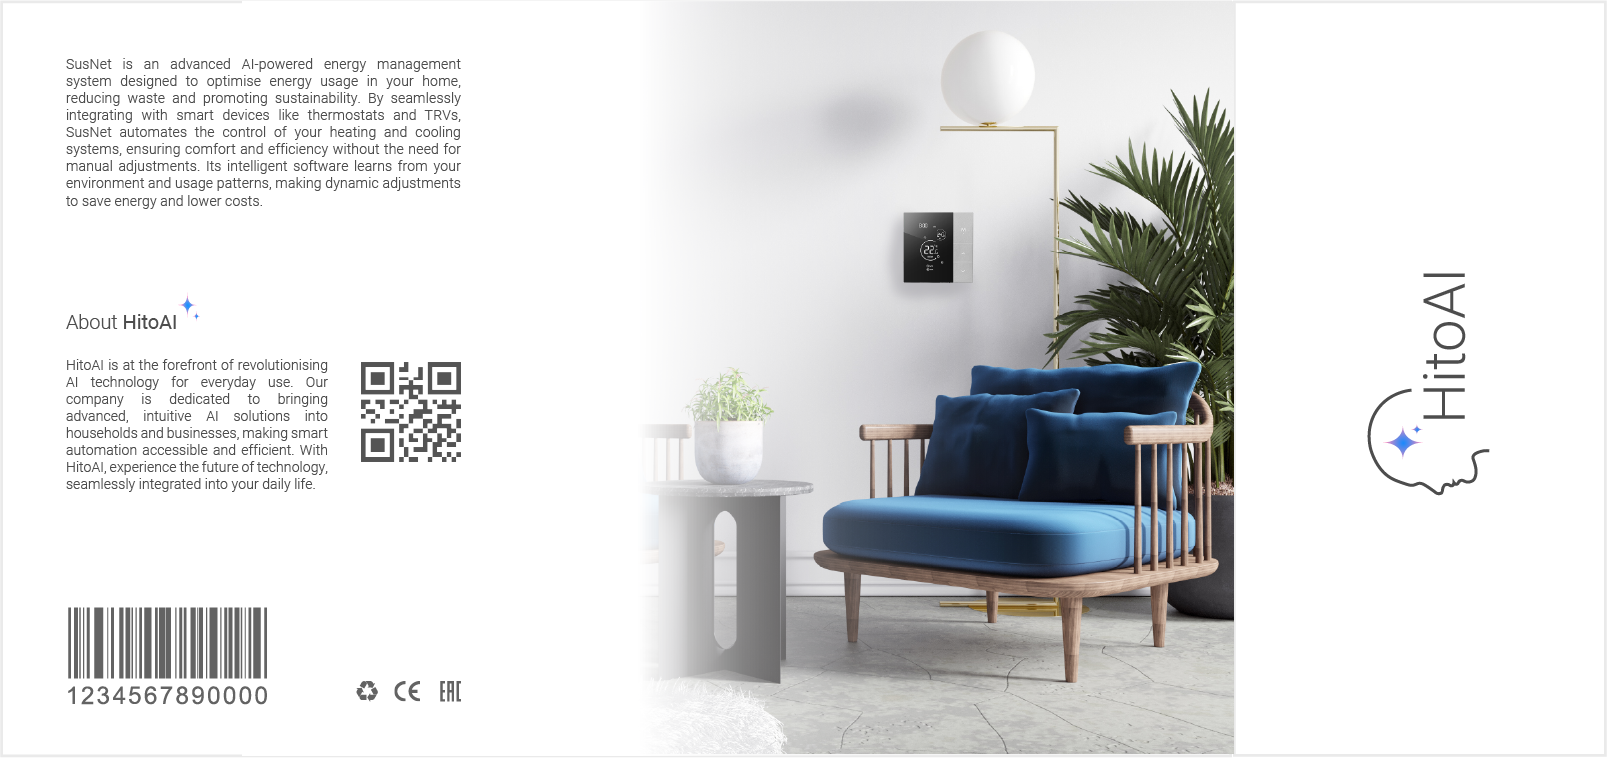 SusNet is an advanced AI-powered energy management
system designed to optimise energy usage in your home,
reducing waste and promoting sustainability. By seamlessly
integrating with smart devices like thermostats and TRVs,
SusNet automates the control of your heating and cooling
systems, ensuring comfort and efficiency without the need for
manual adjustments. Its intelligent software learns from your
environment and usage patterns, making dynamic adjustments
to save energy and lower costs.
About HitoAI
HitoAI is at the forefront of revolutionising
AI technology for everyday use. Our
company is dedicated to bringing
advanced, intuitive AI solutions into
households and businesses, making smart
automation accessible and efficient. With
HitoAI, experience the future of technology,
seamlessly integrated into your daily life.
1234567890000
CE EAC
22
HitoAI